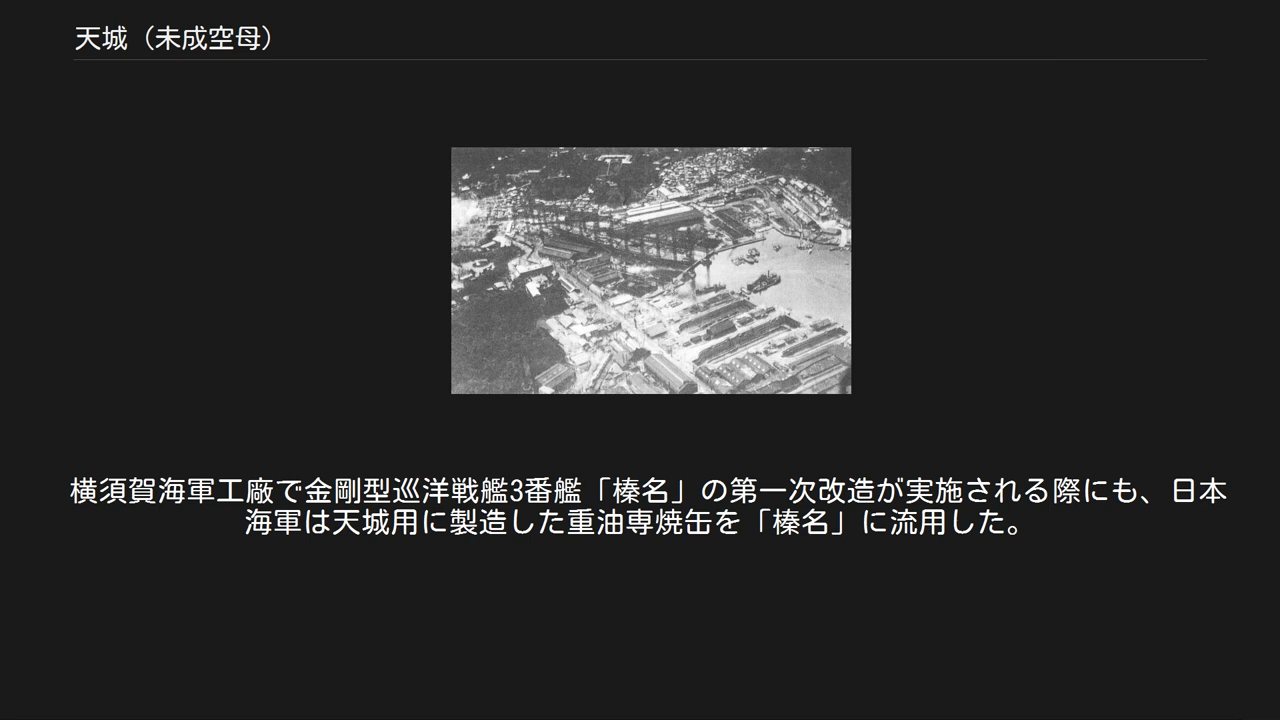 天城（未成空母）
横須賀海軍工廠で金剛型巡洋戦艦3番艦「榛名」の第一次改造が実施される際にも、日本
海軍は天城用に製造した重油専焼缶を「榛名」に流用した。